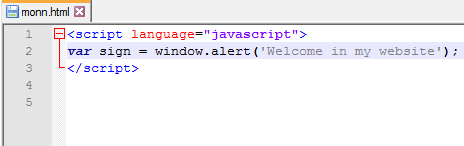 monn.html
1 <script language="javascript">
2 var sign = window.alert('Welcome in my website');
3 </script>
4
5